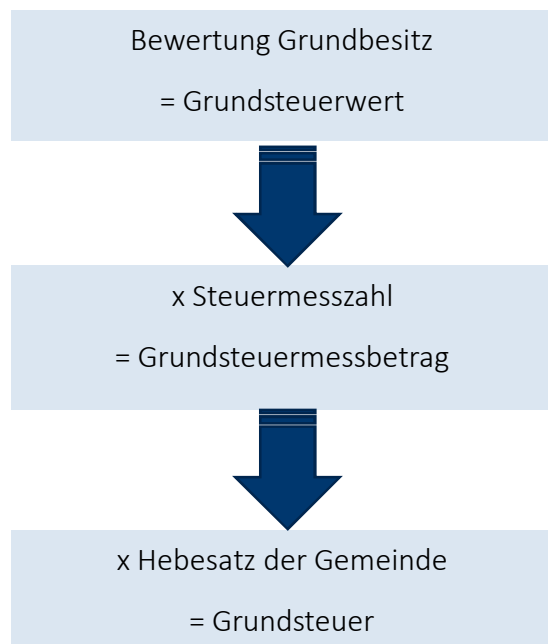 Bewertung Grundbesitz
= Grundsteuerwert
x Steuermesszahl
= Grundsteuermessbetrag
x Hebesatz der Gemeinde
= Grundsteuer